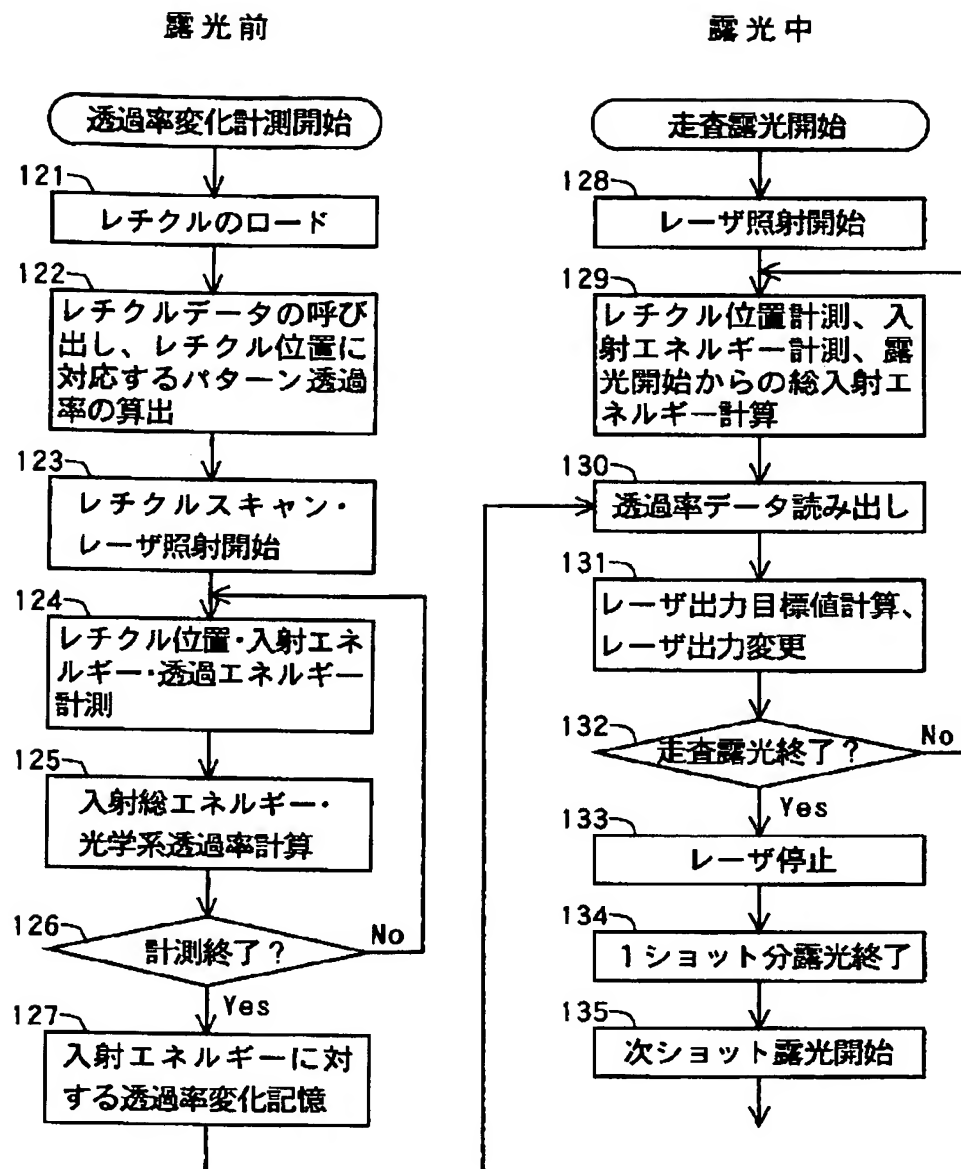 露光前
透過率変化計測開始
121
レチクルのロード
122
レチクルデータの呼び
出し、レチクル位置に
対応するパターン透過
率の算出
123
レチクルスキャン・
レーザ照射開始
124
レチクル位置・入射エネ
ルギー・透過エネルギー
計測
125
入射総エネルギー・
光学系透過率計算
126
計測終了?
No
Yes
127
入射エネルギーに対
する透過率変化記憶
露光中
走査露光開始
128
レーザ照射開始
129
レチクル位置計測、入
射エネルギー計測、露
光開始からの総入射エ
ネルギー計算
130
透過率データ読み出し
131
レーザ出力目標値計算、
レーザ出力変更
132
走査露光終了?
No
Yes
133
レーザ停止
134
1ショット分露光終了
135
次ショット露光開始